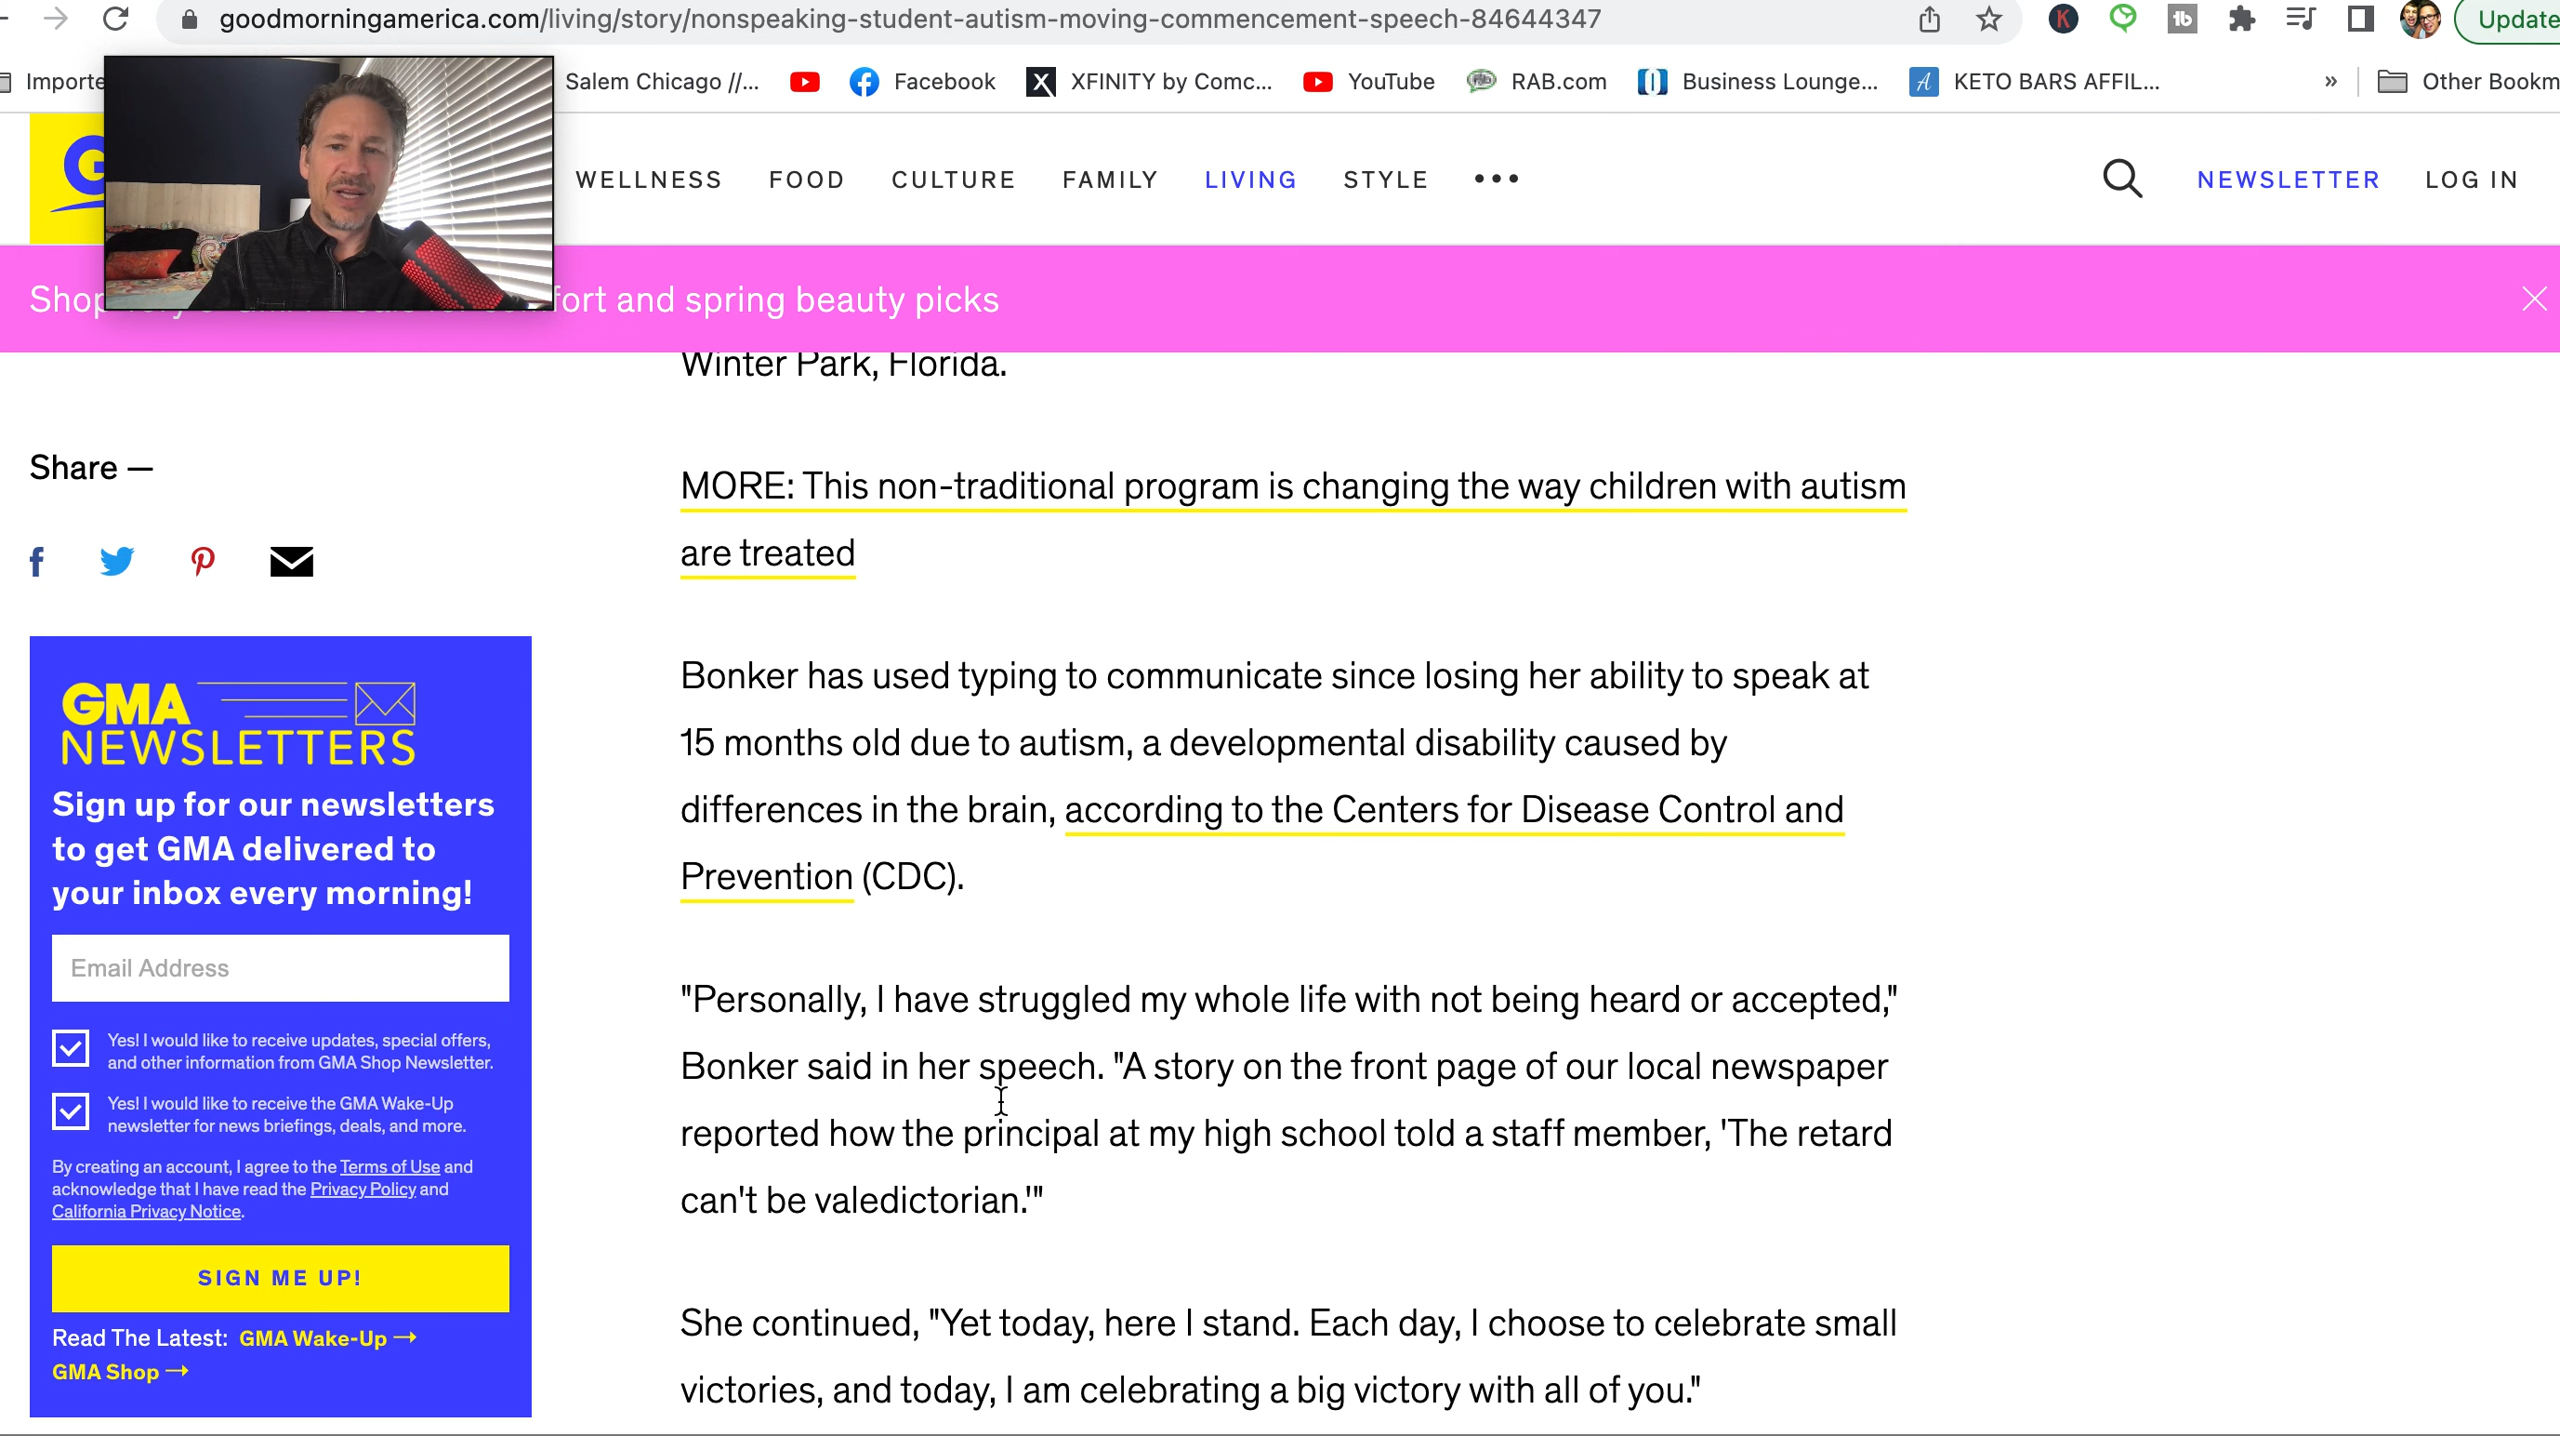 goodmorningamerica.com/living/story/nonspeaking-student-autism-moving-commencement-speech-84644347
K
tb
Update
Importe
Salem Chicago //...
Facebook
X
XFINITY by Comc...
YouTube
RAB.com
Business Lounge...
A
KETO BARS AFFIL...
»
Other Bookm
G
WELLNESS
FOOD
CULTURE
FAMILY
LIVING
STYLE
•••
NEWSLETTER
LOG IN
Shop
fort and spring beauty picks
Winter Park, Florida.
Share —
MORE: This non-traditional program is changing the way children with autism
are treated
Bonker has used typing to communicate since losing her ability to speak at
15 months old due to autism, a developmental disability caused by
differences in the brain, according to the Centers for Disease Control and
Prevention (CDC).
"Personally, I have struggled my whole life with not being heard or accepted,"
Bonker said in her speech. "A story on the front page of our local newspaper
reported how the principal at my high school told a staff member, 'The retard
can't be valedictorian.'"
She continued, "Yet today, here I stand. Each day, I choose to celebrate small
victories, and today, I am celebrating a big victory with all of you."
GMA
NEWSLETTERS
Sign up for our newsletters
to get GMA delivered to
your inbox every morning!
Email Address
Yes! I would like to receive updates, special offers,
and other information from GMA Shop Newsletter.
Yes! I would like to receive the GMA Wake-Up
newsletter for news briefings, deals, and more.
By creating an account, I agree to the Terms of Use and
acknowledge that I have read the Privacy Policy and
California Privacy Notice.
SIGN ME UP!
Read The Latest: GMA Wake-Up →
GMA Shop →